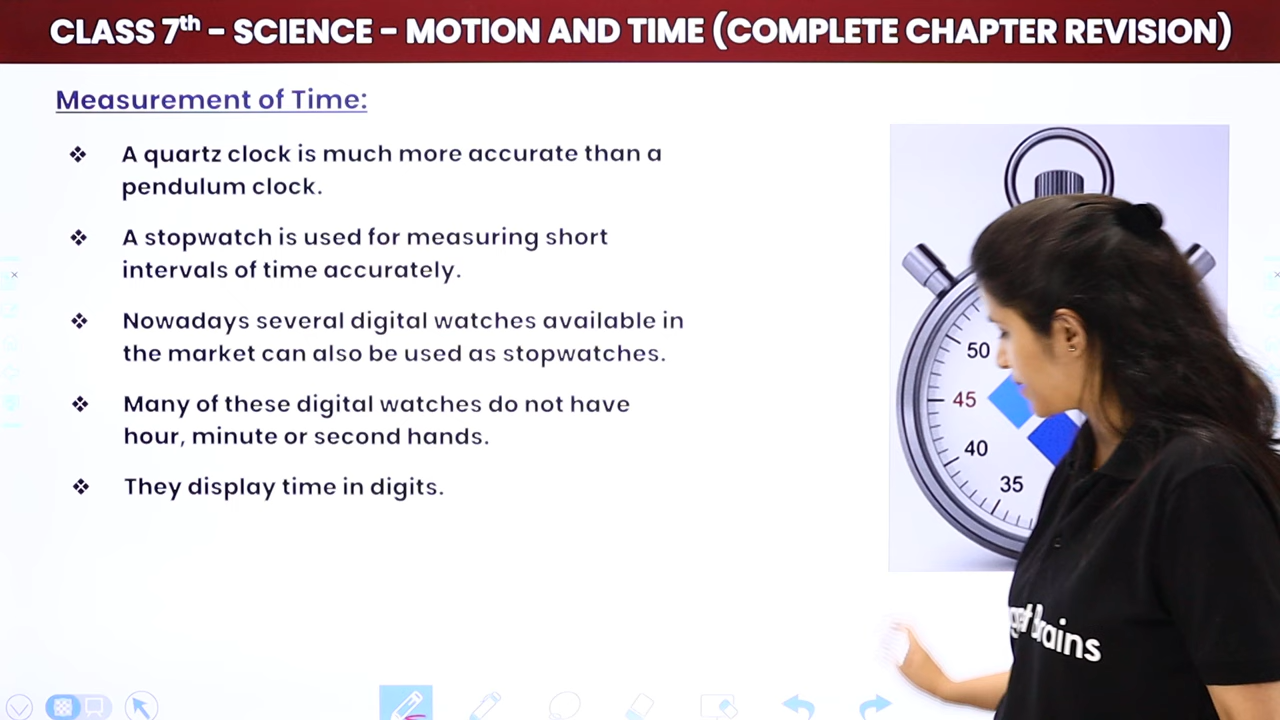 CLASS 7th – SCIENCE – MOTION AND TIME (COMPLETE CHAPTER REVISION)
Measurement of Time:
❖ A quartz clock is much more accurate than a
pendulum clock.
❖ A stopwatch is used for measuring short
intervals of time accurately.
❖ Nowadays several digital watches available in
the market can also be used as stopwatches.
❖ Many of these digital watches do not have
hour, minute or second hands.
❖ They display time in digits.
50
45
40
35
Brains